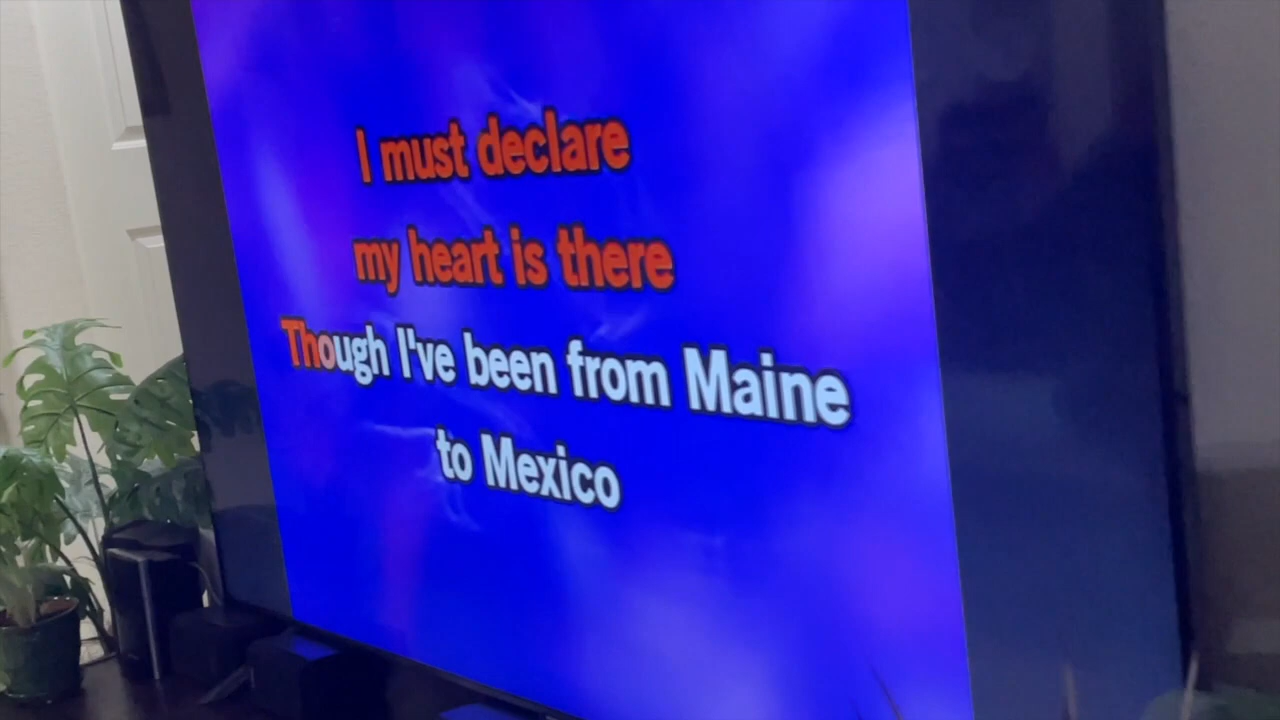 I must declare
my heart is there
Though I've been from Maine
to Mexico